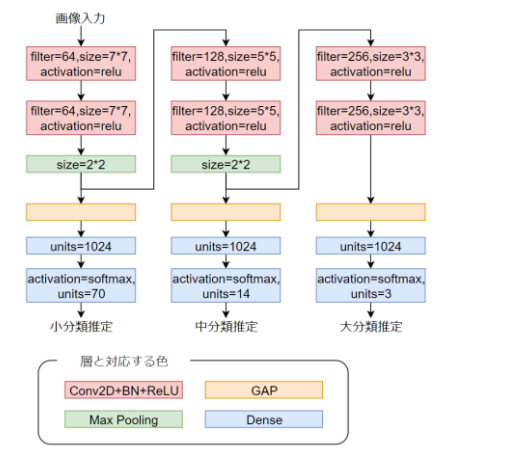 画像入力
filter=64,size=7*7,
activation=relu
filter=64,size=7*7,
activation=relu
size=2*2
units=1024
activation=softmax,
units=70
小分類推定
filter=128,size=5*5,
activation=relu
filter=128,size=5*5,
activation=relu
size=2*2
units=1024
activation=softmax,
units=14
中分類推定
filter=256,size=3*3,
activation=relu
filter=256,size=3*3,
activation=relu
units=1024
activation=softmax,
units=3
大分類推定
層と対応する色
Conv2D+BN+ReLU
GAP
Max Pooling
Dense